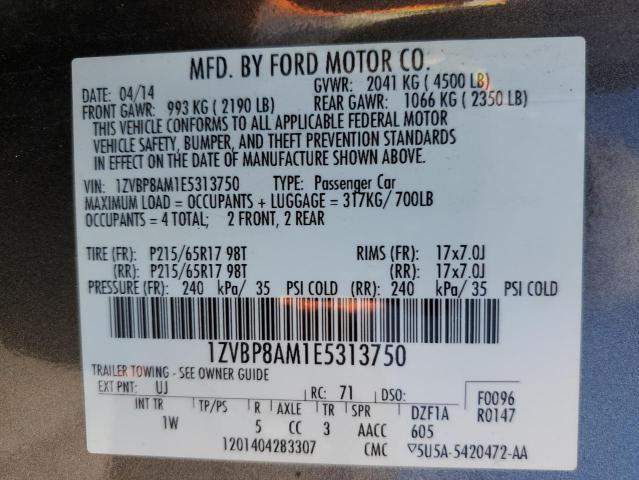 MFD. BY FORD MOTOR CO.
DATE: 04/14 GVWR: 2041 KG ( 4500 LB)
FRONT GAWR: 993 KG ( 2190 LB) REAR GAWR: 1066 KG ( 2350 LB)
THIS VEHICLE CONFORMS TO ALL APPLICABLE FEDERAL MOTOR
VEHICLE SAFETY, BUMPER, AND THEFT PREVENTION STANDARDS
IN EFFECT ON THE DATE OF MANUFACTURE SHOWN ABOVE.
VIN: 1ZVBP8AM1E5313750 TYPE: Passenger Car
MAXIMUM LOAD = OCCUPANTS + LUGGAGE = 317KG/ 700LB
OCCUPANTS = 4 TOTAL; 2 FRONT, 2 REAR
TIRE (FR): P215/65R17 98T RIMS (FR): 17x7.0J
(RR): P215/65R17 98T (RR): 17x7.0J
PRESSURE (FR): 240 kPa/ 35 PSI COLD (RR): 240 kPa/ 35 PSI COLD
1ZVBP8AM1E5313750
TRAILER TOWING - SEE OWNER GUIDE
EXT PNT: UJ RC: 71 DSO: F0096
INT TR TP/PS R AXLE TR SPR DZF1A R0147
1W 5 CC 3 AACC 605
1201404283307 CMC ▽5U5A-5420472-AA